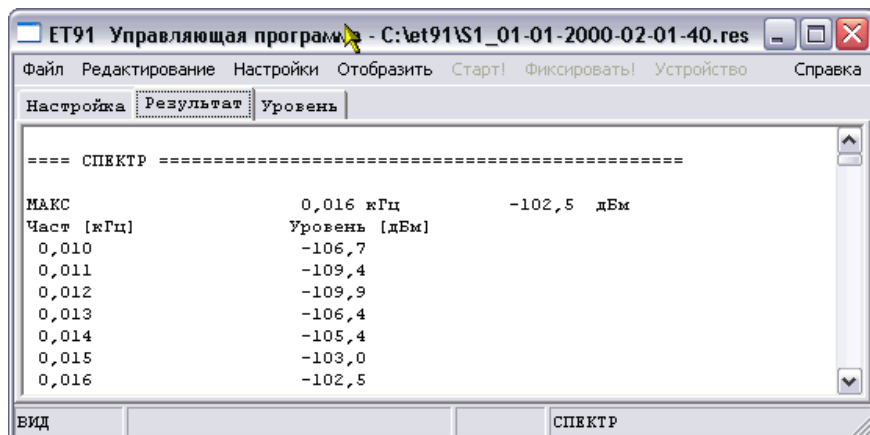 ET91 Управляющая программа - C:\et91\S1_01-01-2000-02-01-40.res
Файл Редактирование Настройки Отобразить Старт! Фиксировать! Устройство Справка
Настройка Результат Уровень
==== СПЕКТР ================================================
МАКС 0,016 кГц -102,5 дБм
Част [кГц] Уровень [дБм]
0,010 -106,7
0,011 -109,4
0,012 -109,9
0,013 -106,4
0,014 -105,4
0,015 -103,0
0,016 -102,5
ВИД СПЕКТР